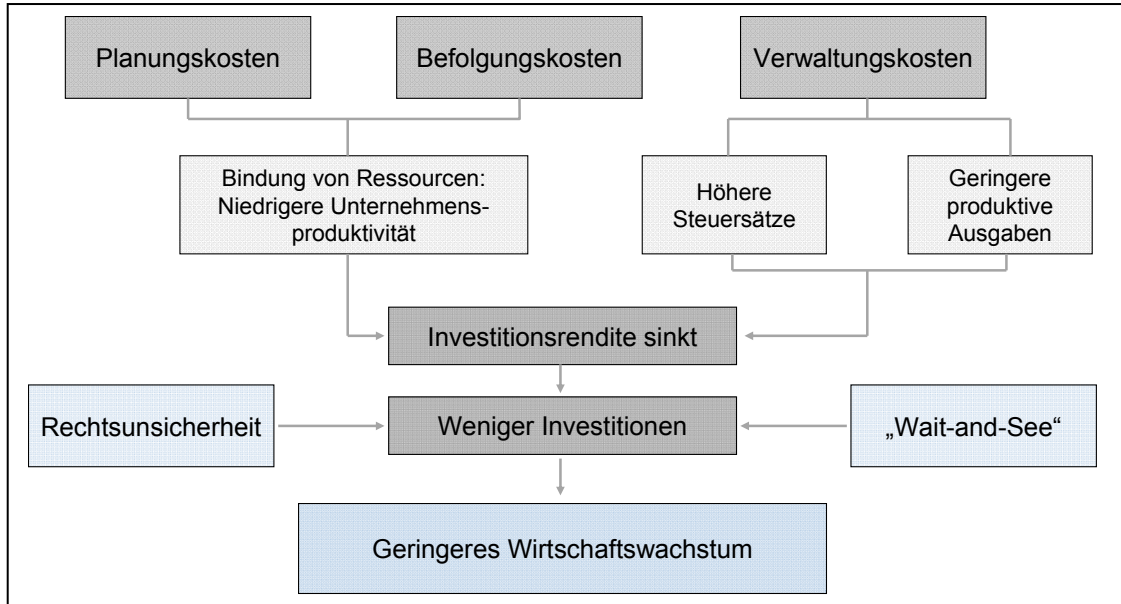 Planungskosten
Befolgungskosten
Verwaltungskosten
Bindung von Ressourcen:
Niedrigere Unternehmens-
produktivität
Höhere
Steuersätze
Geringere
produktive
Ausgaben
Investitionsrendite sinkt
Rechtsunsicherheit
Weniger Investitionen
„Wait-and-See“
Geringeres Wirtschaftswachstum